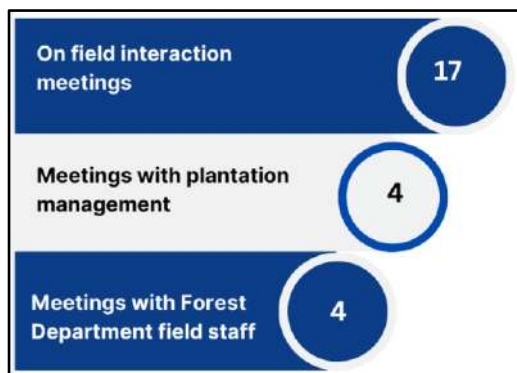 On field interaction
meetings
17
Meetings with plantation
management
4
Meetings with Forest
Department field staff
4